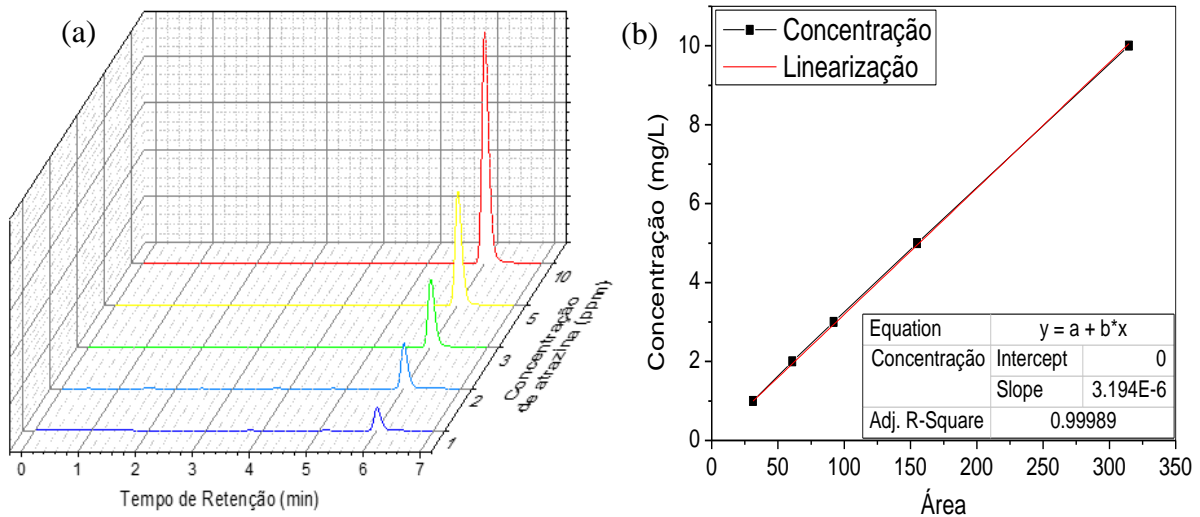 (a)
10
5
3
2
1
Concentração
de atrazina (ppm)
0 1 2 3 4 5 6 7
Tempo de Retenção (min)
(b)
Concentração
Linearização
Concentração (mg/L)
10
8
6
4
2
0
Equation y = a + b*x
Concentração Intercept 0
Slope 3.194E-6
Adj. R-Square 0.99989
0 50 100 150 200 250 300 350
Área